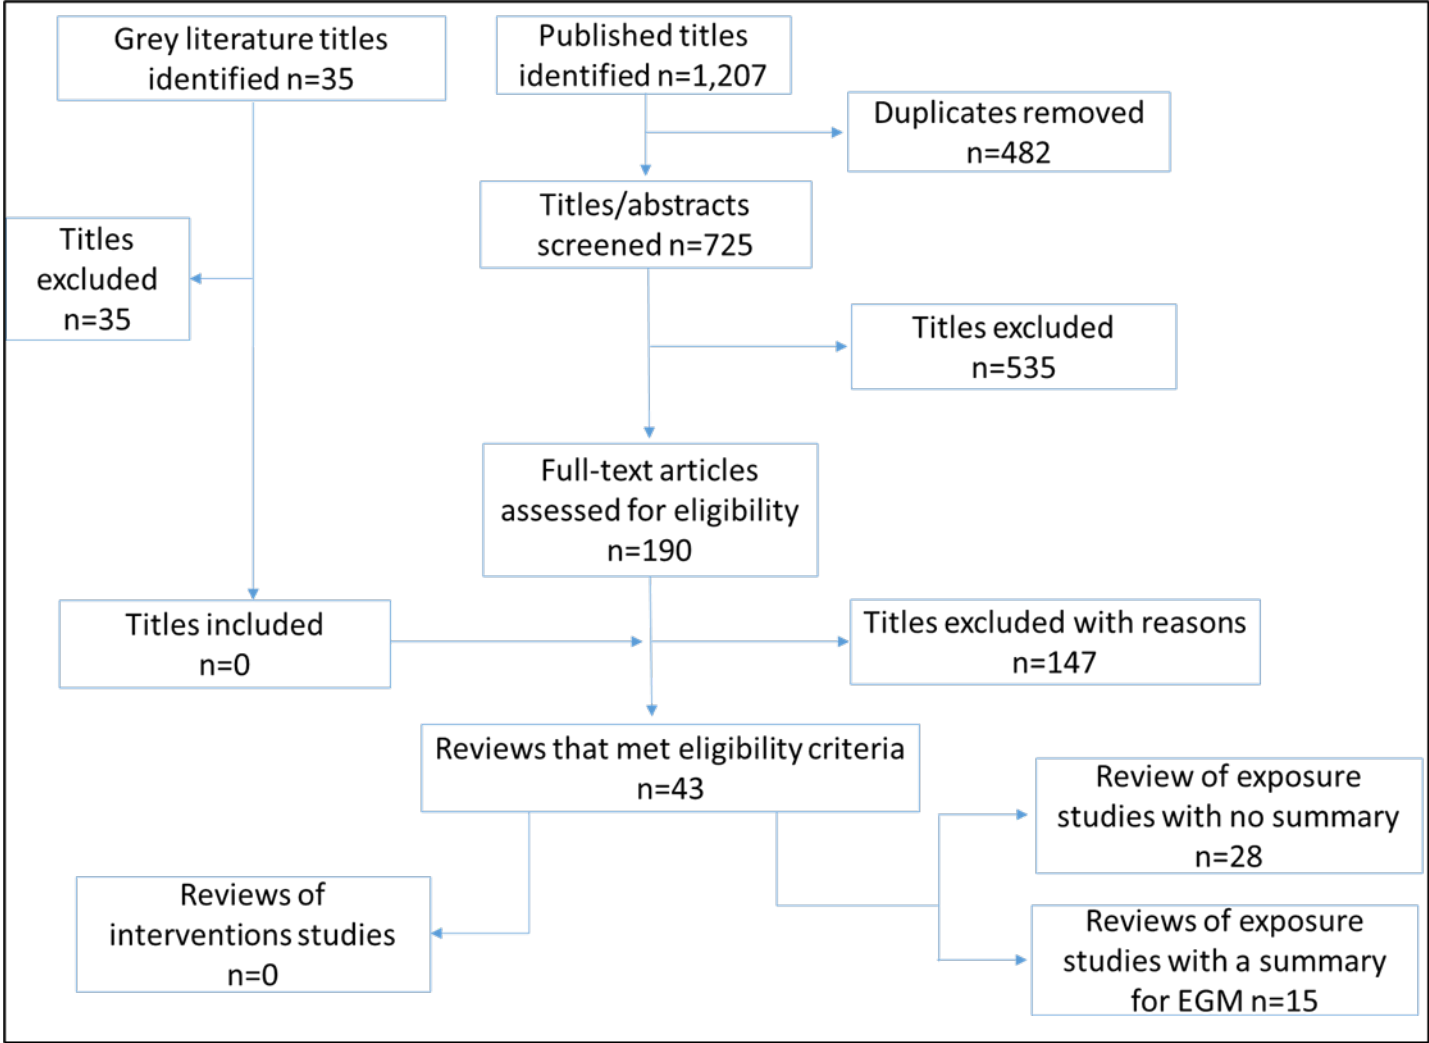 Grey literature titles
identified n=35
Published titles
identified n=1,207
Duplicates removed
n=482
Titles/abstracts
screened n=725
Titles
excluded
n=35
Titles excluded
n=535
Full-text articles
assessed for eligibility
n=190
Titles included
n=0
Titles excluded with reasons
n=147
Reviews that met eligibility criteria
n=43
Review of exposure
studies with no summary
n=28
Reviews of
interventions studies
n=0
Reviews of exposure
studies with a summary
for EGM n=15